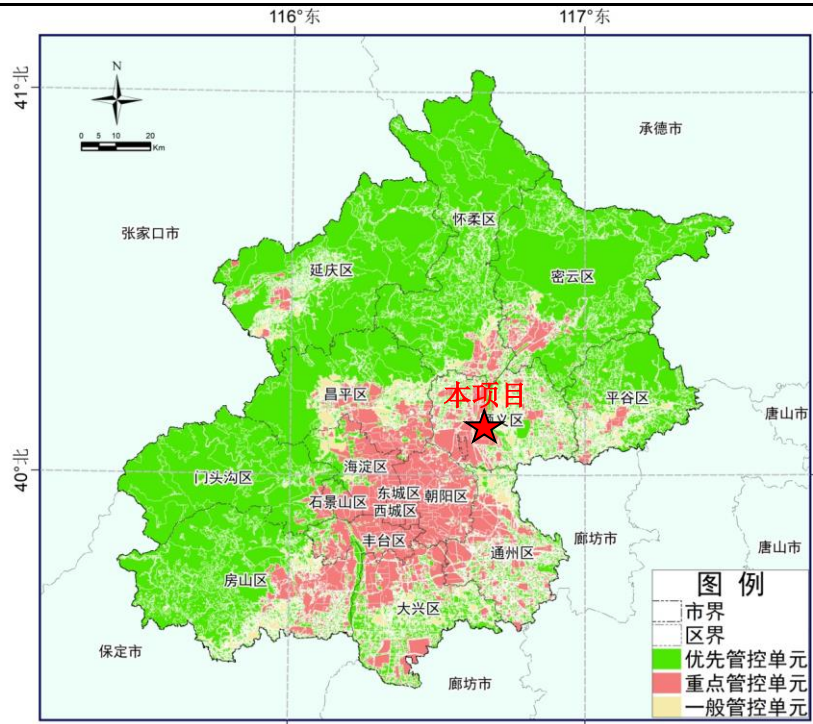 116°东
117°东
41°北
N
0 5 10 20
Km
承德市
张家口市
怀柔区
延庆区
密云区
昌平区
本项目
义区
平谷区
唐山市
40°北
海淀区
门头沟区
石景山区
东城区
朝阳区
西城区
丰台区
通州区
廊坊市
唐山市
房山区
大兴区
保定市
廊坊市
图 例
市界
区界
优先管控单元
重点管控单元
一般管控单元